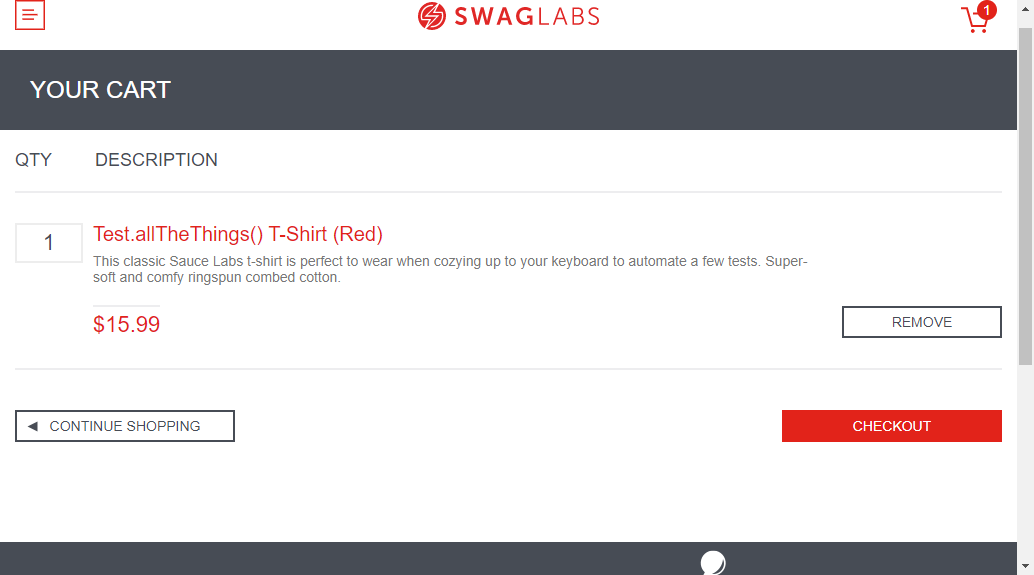 SWAGLABS
1
YOUR CART
QTY DESCRIPTION
1
Test.allTheThings() T-Shirt (Red)
This classic Sauce Labs t-shirt is perfect to wear when cozying up to your keyboard to automate a few tests. Super-
soft and comfy ringspun combed cotton.
$15.99
REMOVE
CONTINUE SHOPPING
CHECKOUT